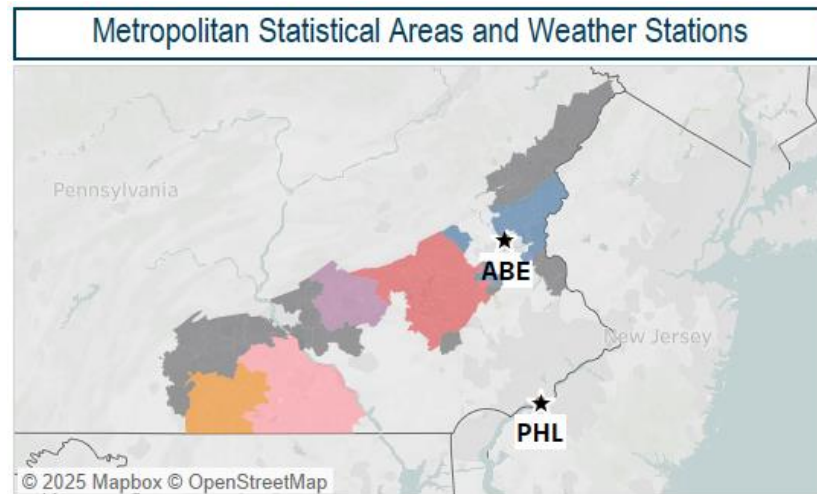 Metropolitan Statistical Areas and Weather Stations
Pennsylvania
ABE
New Jersey
PHL
© 2025 Mapbox © OpenStreetMap